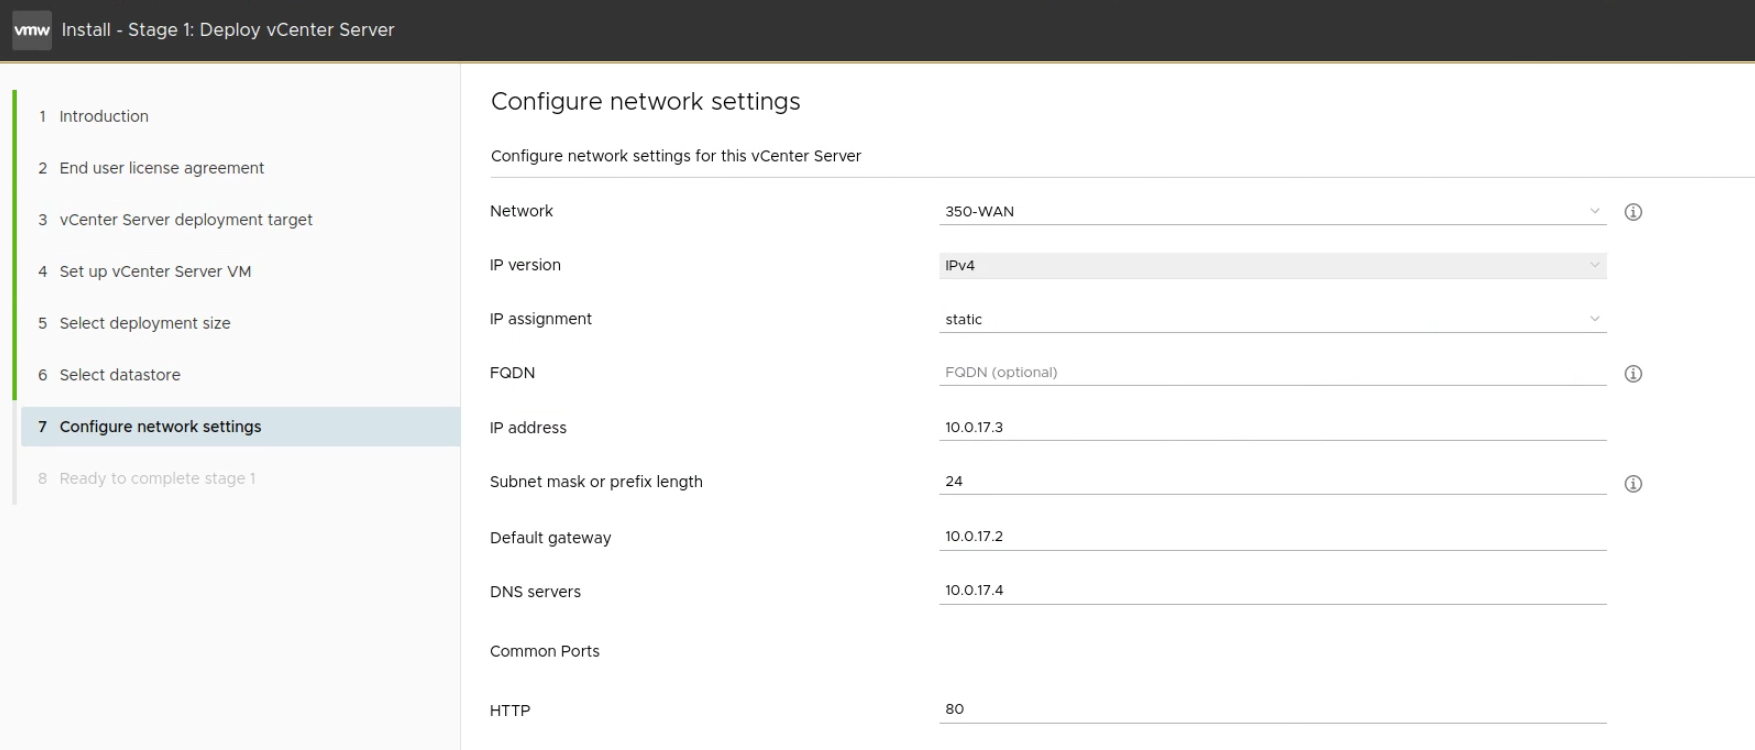 vmw Install - Stage 1: Deploy vCenter Server
1 Introduction
2 End user license agreement
3 vCenter Server deployment target
4 Set up vCenter Server VM
5 Select deployment size
6 Select datastore
7 Configure network settings
8 Ready to complete stage 1
Configure network settings
Configure network settings for this vCenter Server
Network 350-WAN
IP version IPv4
IP assignment static
FQDN FQDN (optional)
IP address 10.0.17.3
Subnet mask or prefix length 24
Default gateway 10.0.17.2
DNS servers 10.0.17.4
Common Ports
HTTP 80